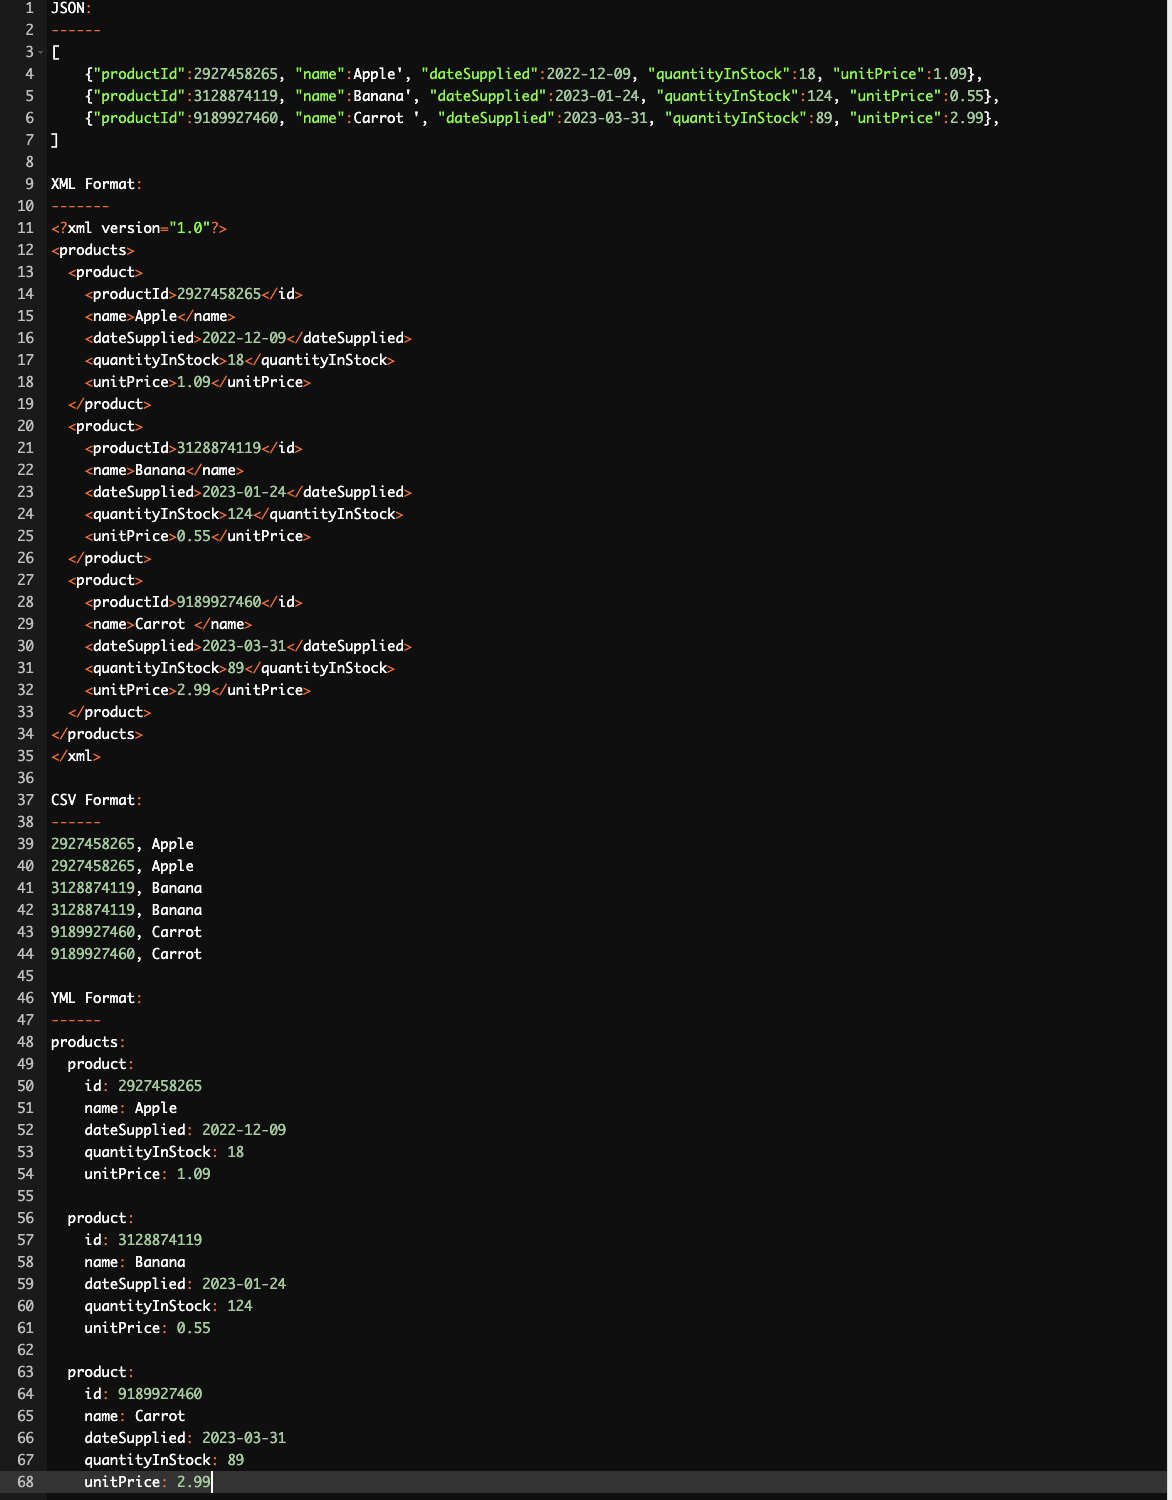 1 JSON:
2 ------
3 [
4     {"productId":2927458265, "name":Apple', "dateSupplied":2022-12-09, "quantityInStock":18, "unitPrice":1.09},
5     {"productId":3128874119, "name":Banana', "dateSupplied":2023-01-24, "quantityInStock":124, "unitPrice":0.55},
6     {"productId":9189927460, "name":Carrot ', "dateSupplied":2023-03-31, "quantityInStock":89, "unitPrice":2.99},
7 ]
8
9 XML Format:
10 -------
11 <?xml version="1.0"?>
12 <products>
13   <product>
14     <productId>2927458265</id>
15     <name>Apple</name>
16     <dateSupplied>2022-12-09</dateSupplied>
17     <quantityInStock>18</quantityInStock>
18     <unitPrice>1.09</unitPrice>
19   </product>
20   <product>
21     <productId>3128874119</id>
22     <name>Banana</name>
23     <dateSupplied>2023-01-24</dateSupplied>
24     <quantityInStock>124</quantityInStock>
25     <unitPrice>0.55</unitPrice>
26   </product>
27   <product>
28     <productId>9189927460</id>
29     <name>Carrot </name>
30     <dateSupplied>2023-03-31</dateSupplied>
31     <quantityInStock>89</quantityInStock>
32     <unitPrice>2.99</unitPrice>
33   </product>
34 </products>
35 </xml>
36
37 CSV Format:
38 ------
39 2927458265, Apple
40 2927458265, Apple
41 3128874119, Banana
42 3128874119, Banana
43 9189927460, Carrot
44 9189927460, Carrot
45
46 YML Format:
47 ------
48 products:
49   product:
50     id: 2927458265
51     name: Apple
52     dateSupplied: 2022-12-09
53     quantityInStock: 18
54     unitPrice: 1.09
55
56   product:
57     id: 3128874119
58     name: Banana
59     dateSupplied: 2023-01-24
60     quantityInStock: 124
61     unitPrice: 0.55
62
63   product:
64     id: 9189927460
65     name: Carrot
66     dateSupplied: 2023-03-31
67     quantityInStock: 89
68     unitPrice: 2.99